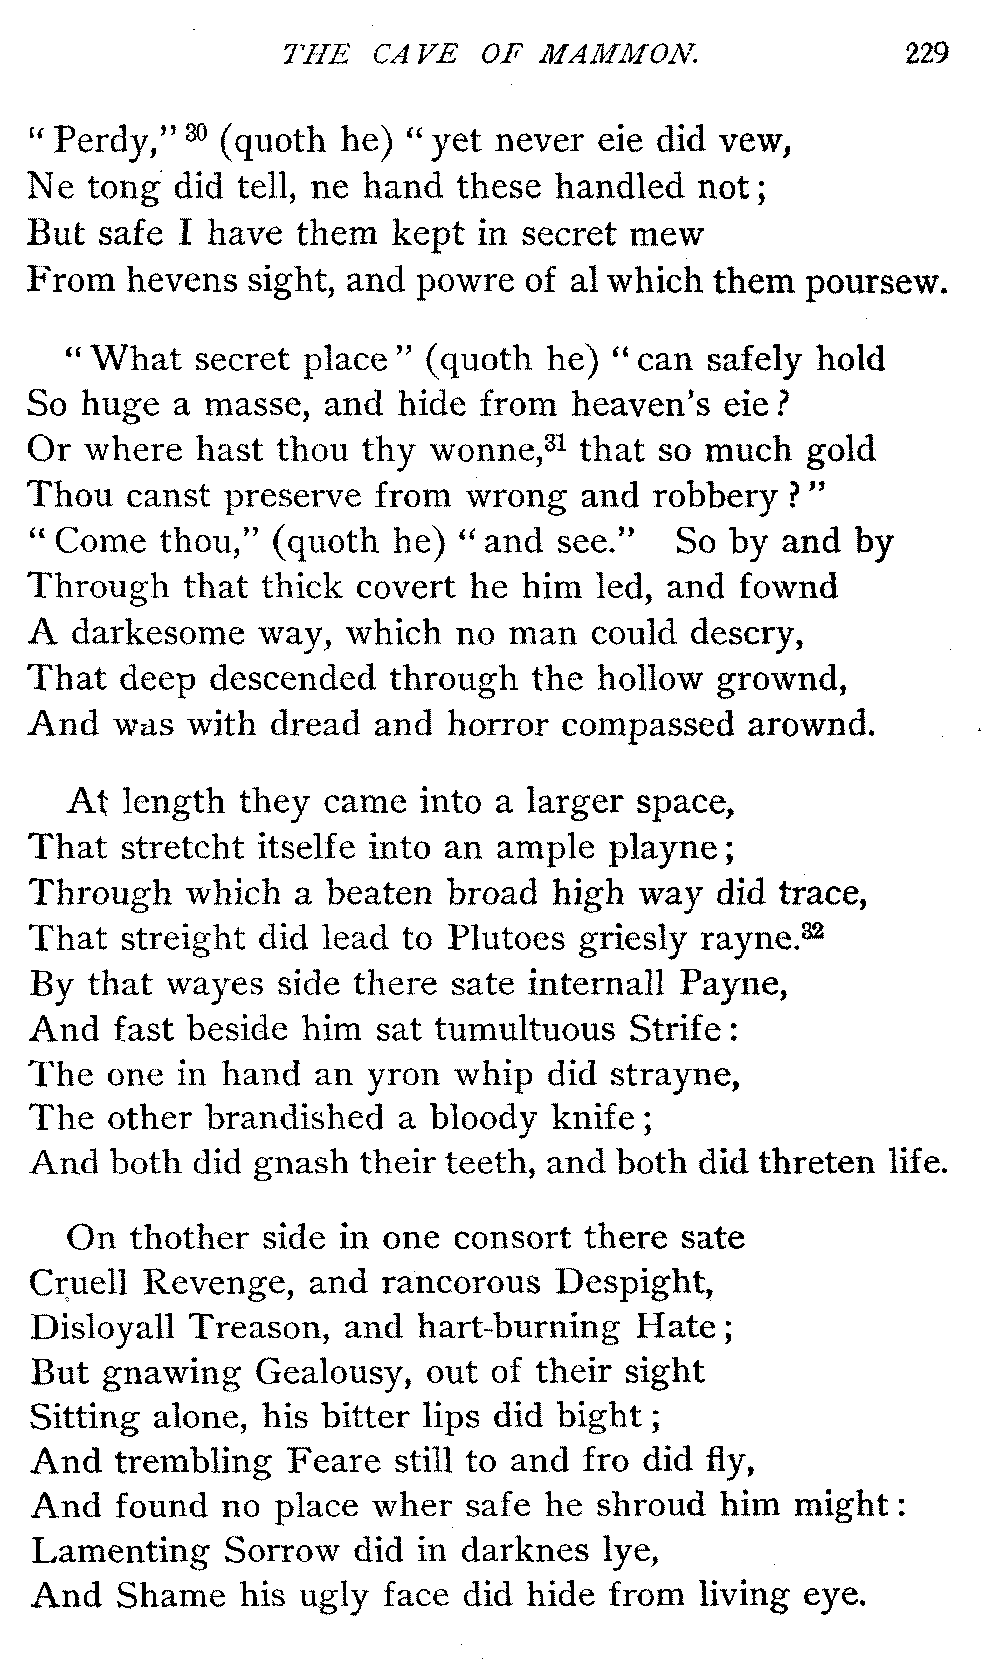 THE CAVE OF MAMMON. 229
“ Perdy,” 30 (quoth he) “ yet never eie did vew,
Ne tong did tell, ne hand these handled not ;
But safe I have them kept in secret mew
From hevens sight, and powre of al which them poursew.
“ What secret place ” (quoth he) “ can safely hold
So huge a masse, and hide from heaven's eie ?
Or where hast thou thy wonne,31 that so much gold
Thou canst preserve from wrong and robbery ? ”
“ Come thou,” (quoth he) “ and see.” So by and by
Through that thick covert he him led, and fownd
A darkesome way, which no man could descry,
That deep descended through the hollow grownd,
And was with dread and horror compassed arownd.
At length they came into a larger space,
That stretcht itselfe into an ample playne ;
Through which a beaten broad high way did trace,
That streight did lead to Plutoes griesly rayne.32
By that wayes side there sate internall Payne,
And fast beside him sat tumultuous Strife :
The one in hand an yron whip did strayne,
The other brandished a bloody knife ;
And both did gnash their teeth, and both did threten life.
On thother side in one consort there sate
Cruell Revenge, and rancorous Despight,
Disloyall Treason, and hart-burning Hate ;
But gnawing Gealousy, out of their sight
Sitting alone, his bitter lips did bight ;
And trembling Feare still to and fro did fly,
And found no place wher safe he shroud him might :
Lamenting Sorrow did in darknes lye,
And Shame his ugly face did hide from living eye.